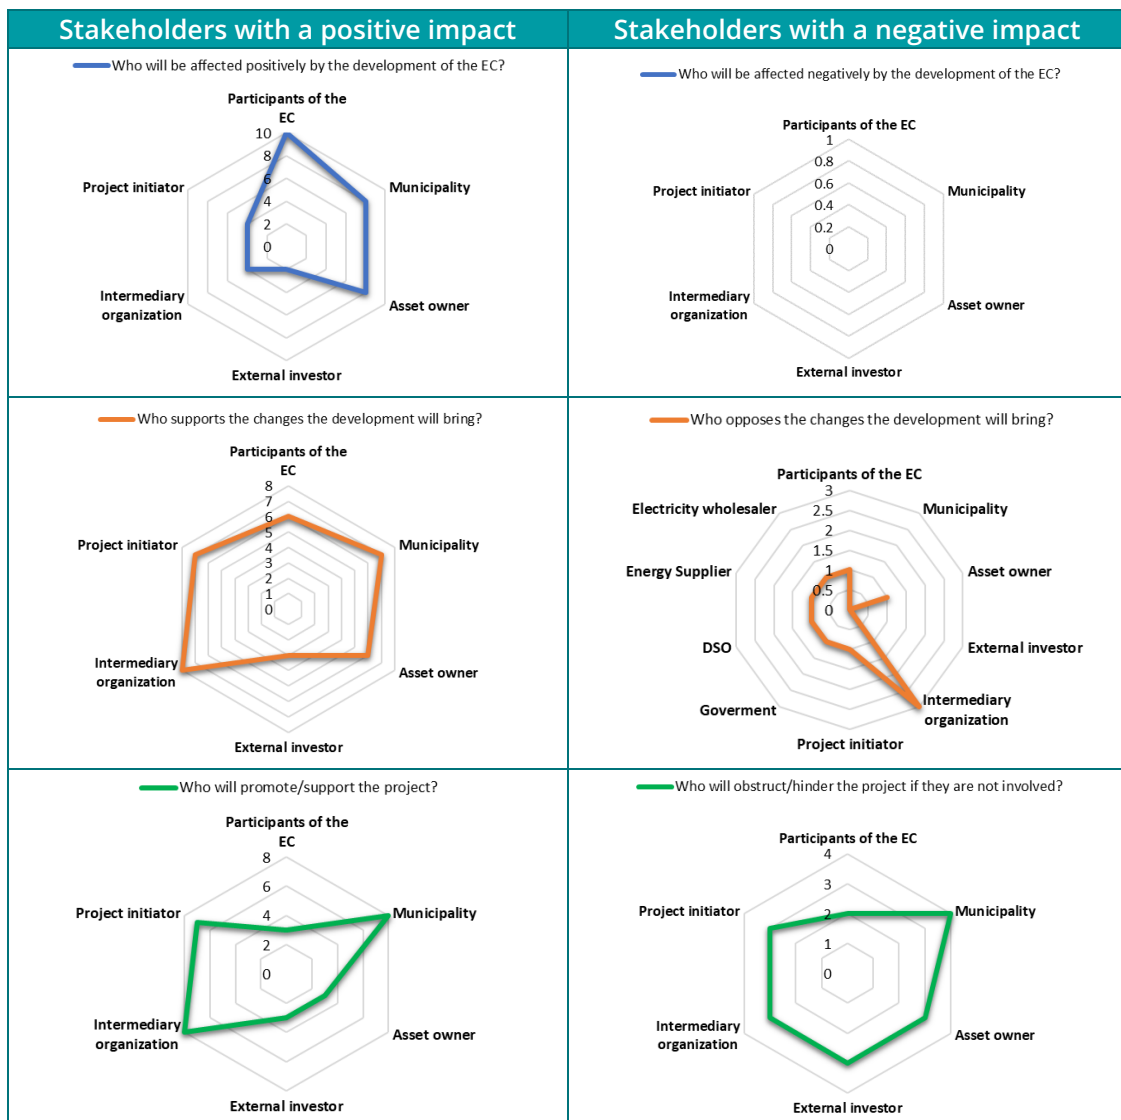 Stakeholders with a positive impact
Stakeholders with a negative impact
Who will be affected positively by the development of the EC?
Participants of the
EC
10
8
6
4
2
0
Municipality
Asset owner
External investor
Intermediary
organization
Project initiator
Who will be affected negatively by the development of the EC?
Participants of the EC
1
0.8
0.6
0.4
0.2
0
Municipality
Asset owner
External investor
Intermediary
organization
Project initiator
Who supports the changes the development will bring?
Participants of the
EC
8
7
6
5
4
3
2
1
0
Municipality
Asset owner
External investor
Intermediary
organization
Project initiator
Who opposes the changes the development will bring?
Participants of the EC
3
2.5
2
1.5
1
0.5
0
Municipality
Asset owner
External investor
Intermediary
organization
Project initiator
Goverment
DSO
Energy Supplier
Electricity wholesaler
Who will promote/support the project?
Participants of the
EC
8
6
4
2
0
Municipality
Asset owner
External investor
Intermediary
organization
Project initiator
Who will obstruct/hinder the project if they are not involved?
Participants of the EC
4
3
2
1
0
Municipality
Asset owner
External investor
Intermediary
organization
Project initiator